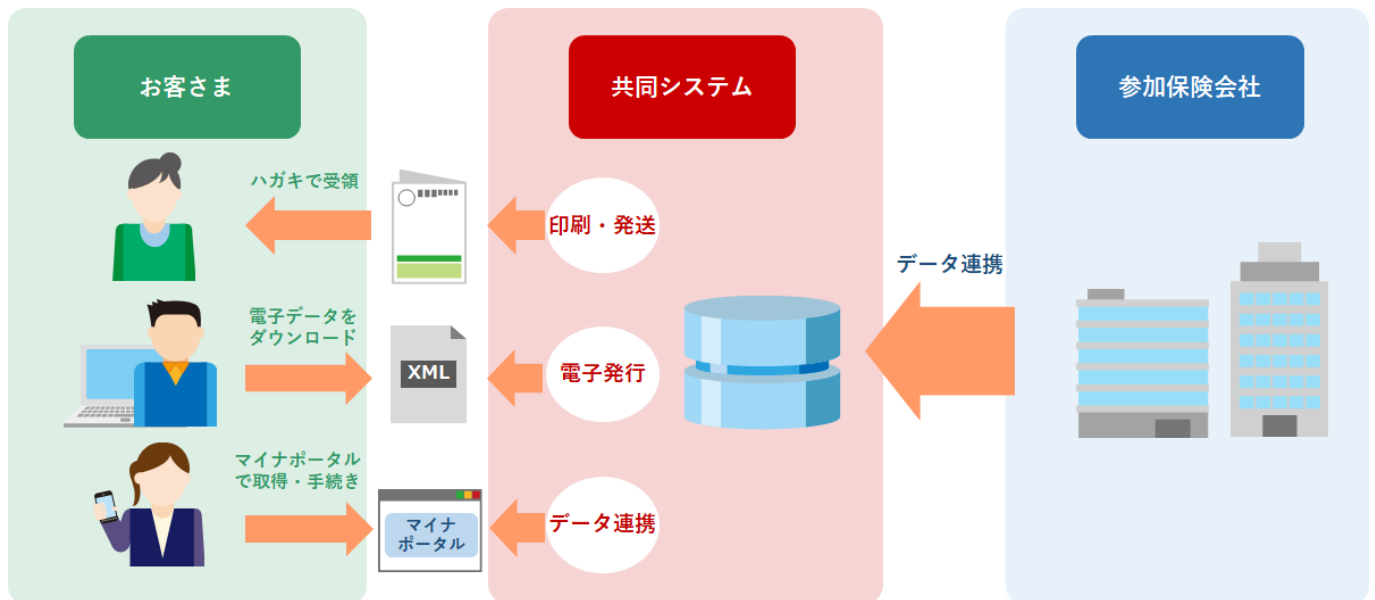 お客さま
共同システム
参加保険会社
ハガキで受領
印刷・発送
データ連携
電子データを
ダウンロード
XML
電子発行
マイナポータル
で取得・手続き
マイナ
ポータル
データ連携